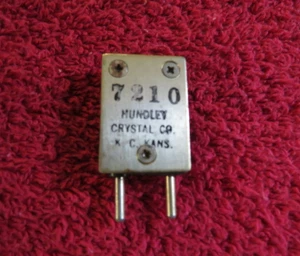 7210
HUNDLEY
CRYSTAL CO.
K. C. KANS.